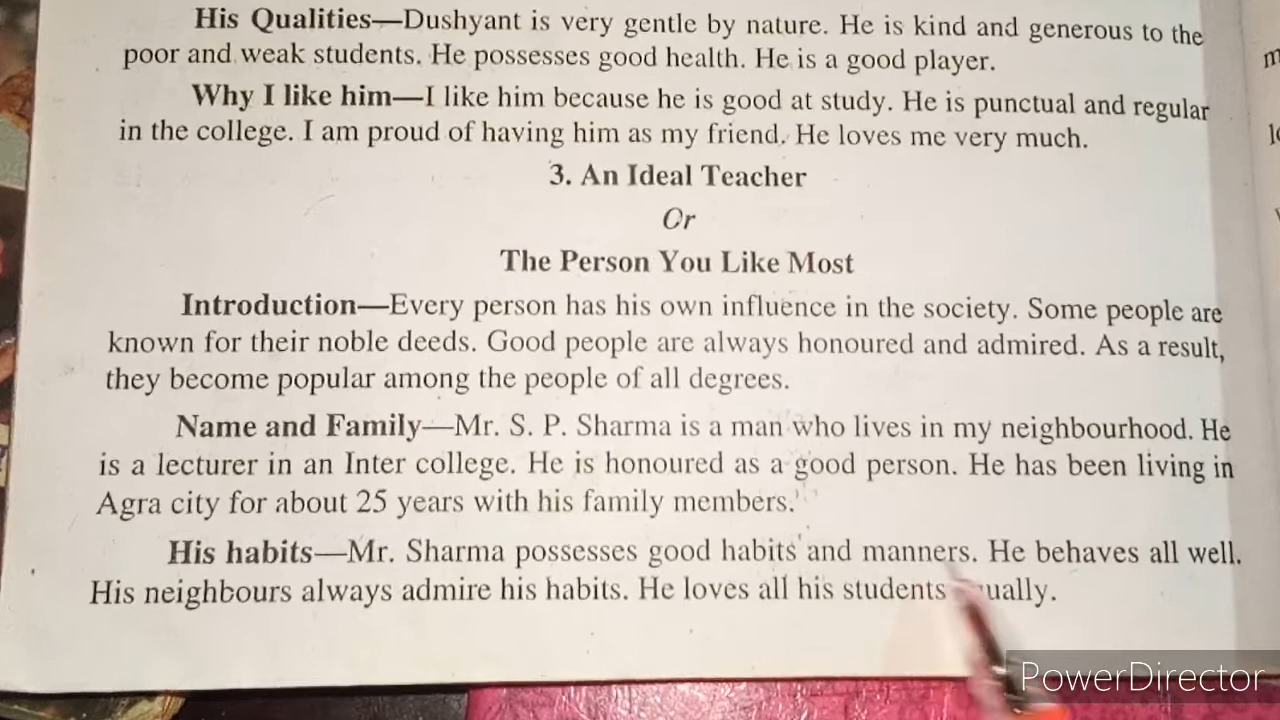 His Qualities—Dushyant is very gentle by nature. He is kind and generous to the
poor and weak students. He possesses good health. He is a good player.
Why I like him—I like him because he is good at study. He is punctual and regular
in the college. I am proud of having him as my friend. He loves me very much.
3. An Ideal Teacher
Or
The Person You Like Most
Introduction—Every person has his own influence in the society. Some people are
known for their noble deeds. Good people are always honoured and admired. As a result,
they become popular among the people of all degrees.
Name and Family—Mr. S. P. Sharma is a man who lives in my neighbourhood. He
is a lecturer in an Inter college. He is honoured as a good person. He has been living in
Agra city for about 25 years with his family members.
His habits—Mr. Sharma possesses good habits and manners. He behaves all well.
His neighbours always admire his habits. He loves all his students
PowerDirector